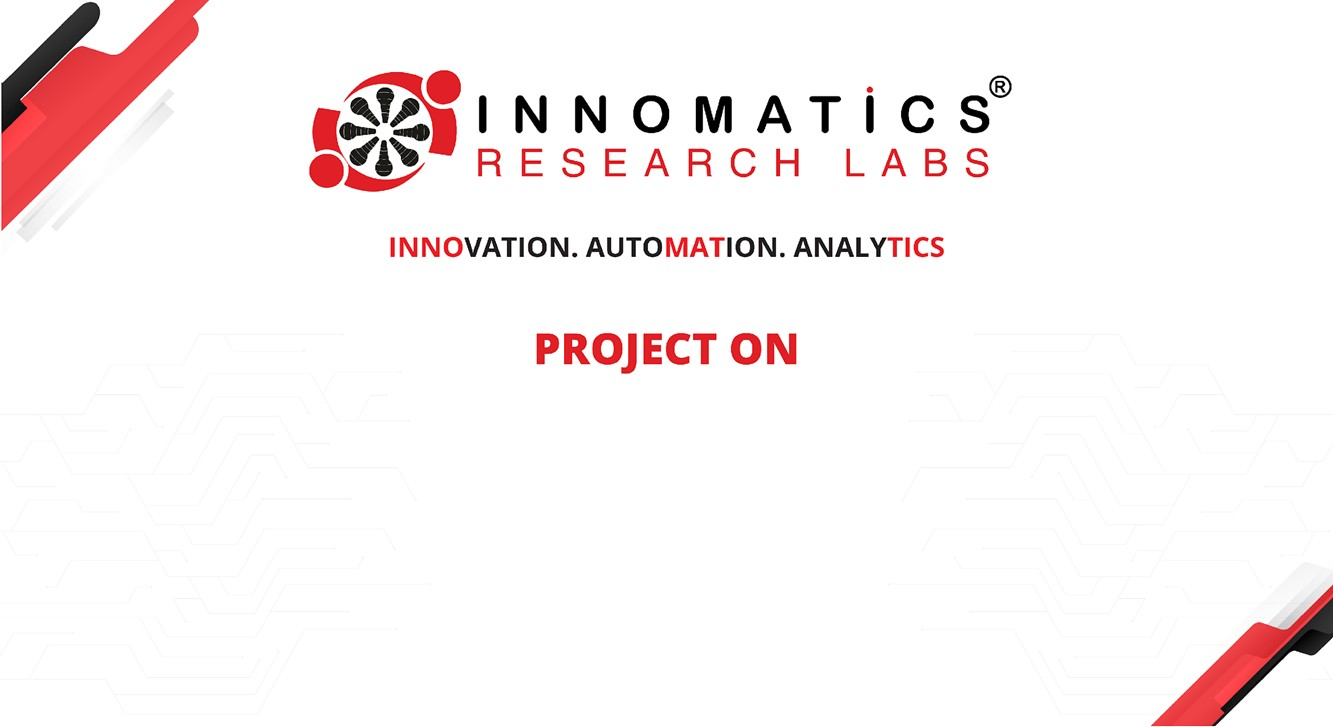 INNOMATICS®
RESEARCH LABS
INNOVATION. AUTOMATION. ANALYTICS
PROJECT ON